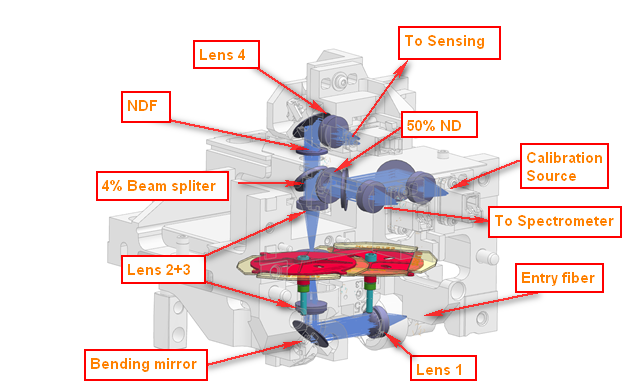 To Sensing
Lens 4
NDF
50% ND
Calibration
Source
4% Beam spliter
To Spectrometer
Lens 2+3
Entry fiber
Bending mirror
Lens 1